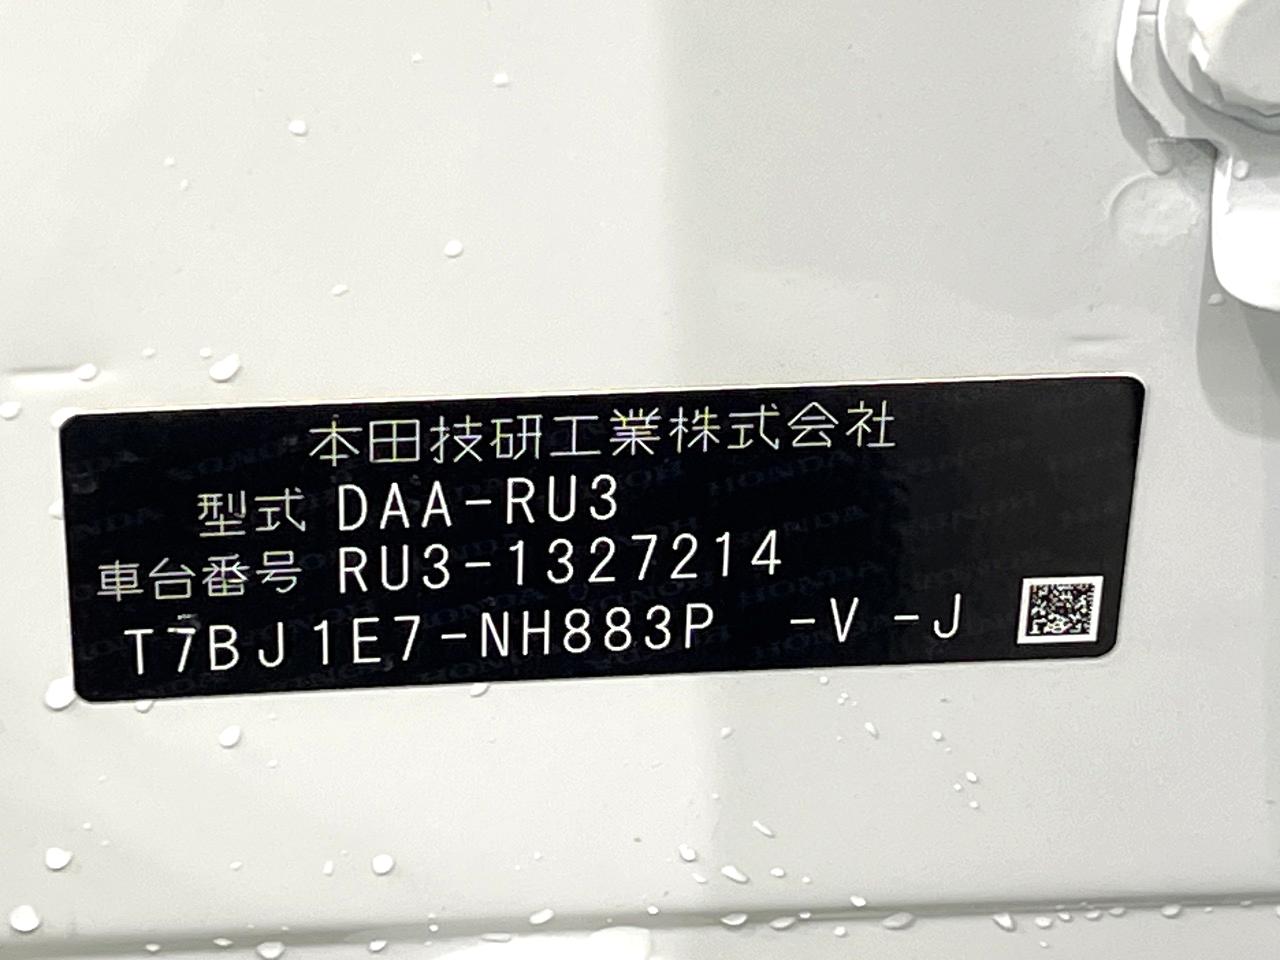 本田技研工業株式会社
型式 DAA-RU3
車台番号 RU3-1327214
T7BJ1E7-NH883P -V -J